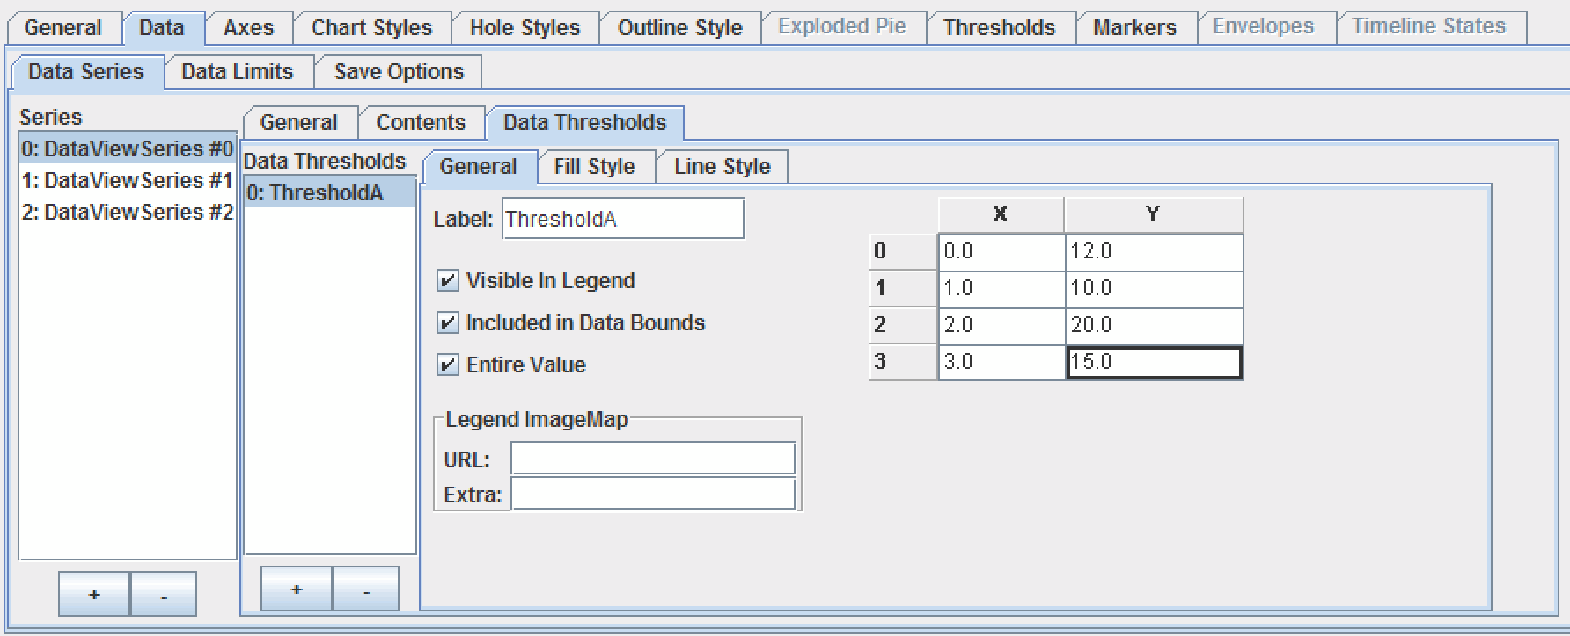 General Data Axes Chart Styles Hole Styles Outline Style Exploded Pie Thresholds Markers Envelopes Timeline States
Data Series Data Limits Save Options
Series
0: DataViewSeries #0
1: DataViewSeries #1
2: DataViewSeries #2
+ -
General Contents Data Thresholds
Data Thresholds
0: ThresholdA
+ -
General Fill Style Line Style
Label: ThresholdA
Visible In Legend
Included in Data Bounds
Entire Value
Legend ImageMap
URL:
Extra:
X Y
0 0.0 12.0
1 1.0 10.0
2 2.0 20.0
3 3.0 15.0